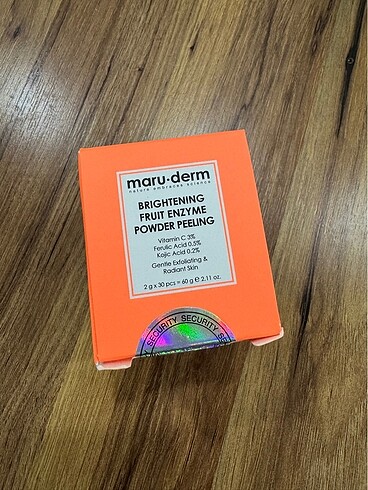 maru·derm
nature embraces science
BRIGHTENING
FRUIT ENZYME
POWDER PEELING
Vitamin C 3%
Ferulic Acid 0.5%
Kojic Acid 0.2%
Gentle Exfoliating &
Radiant Skin
2 g x 30 pcs = 60 g ℮ 2.11 oz.
SECURITY SECURITY